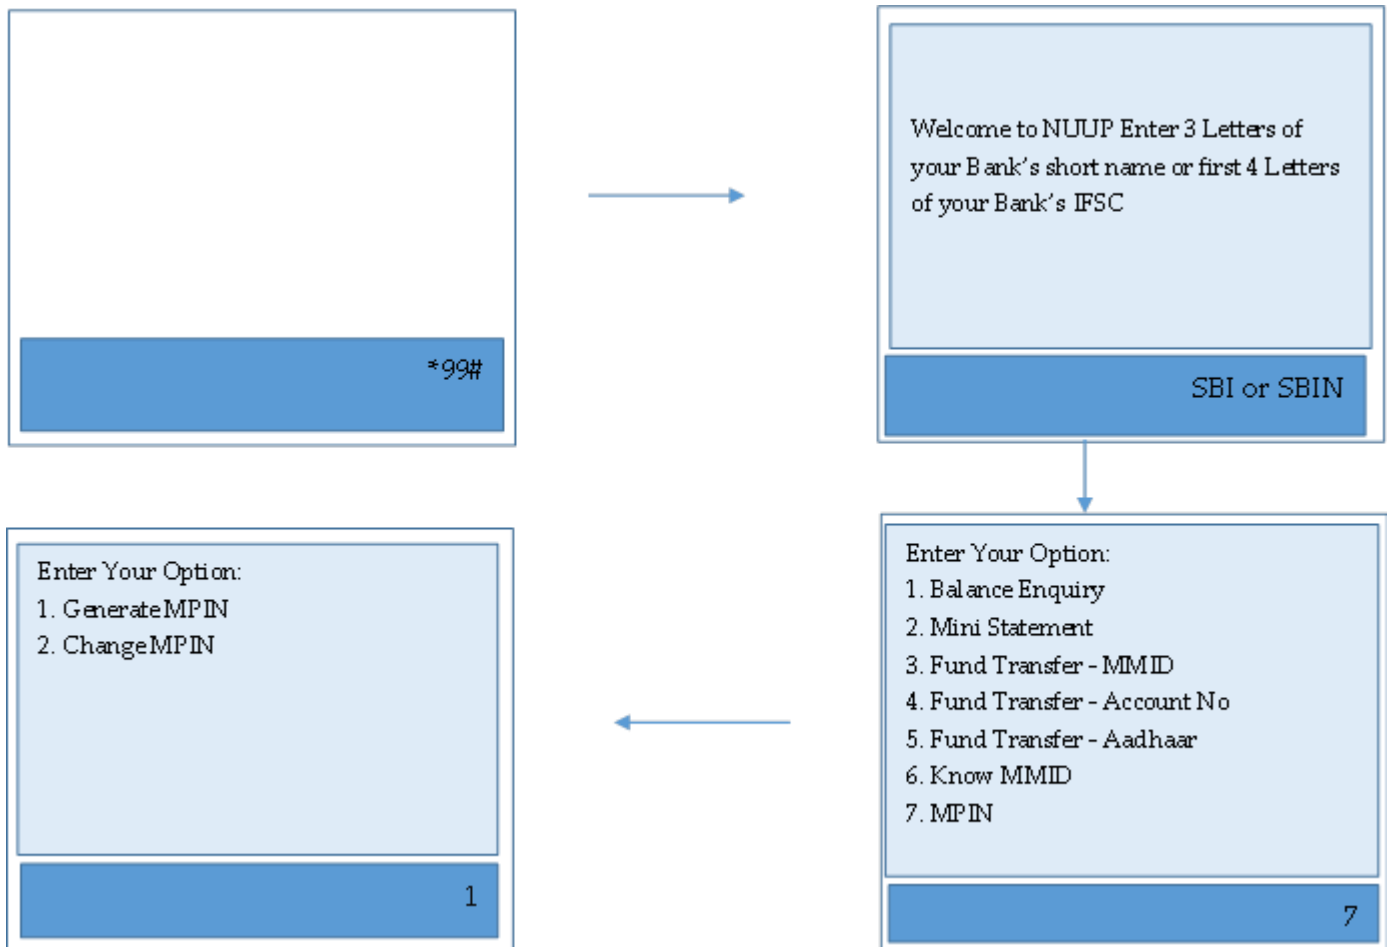 *99#
Welcome to NUUP Enter 3 Letters of
your Bank's short name or first 4 Letters
of your Bank's IFSC
SBI or SBIN
Enter Your Option:
1. Balance Enquiry
2. Mini Statement
3. Fund Transfer - MMID
4. Fund Transfer - Account No
5. Fund Transfer - Aadhaar
6. Know MMID
7. MPIN
7
Enter Your Option:
1. Generate MPIN
2. Change MPIN
1